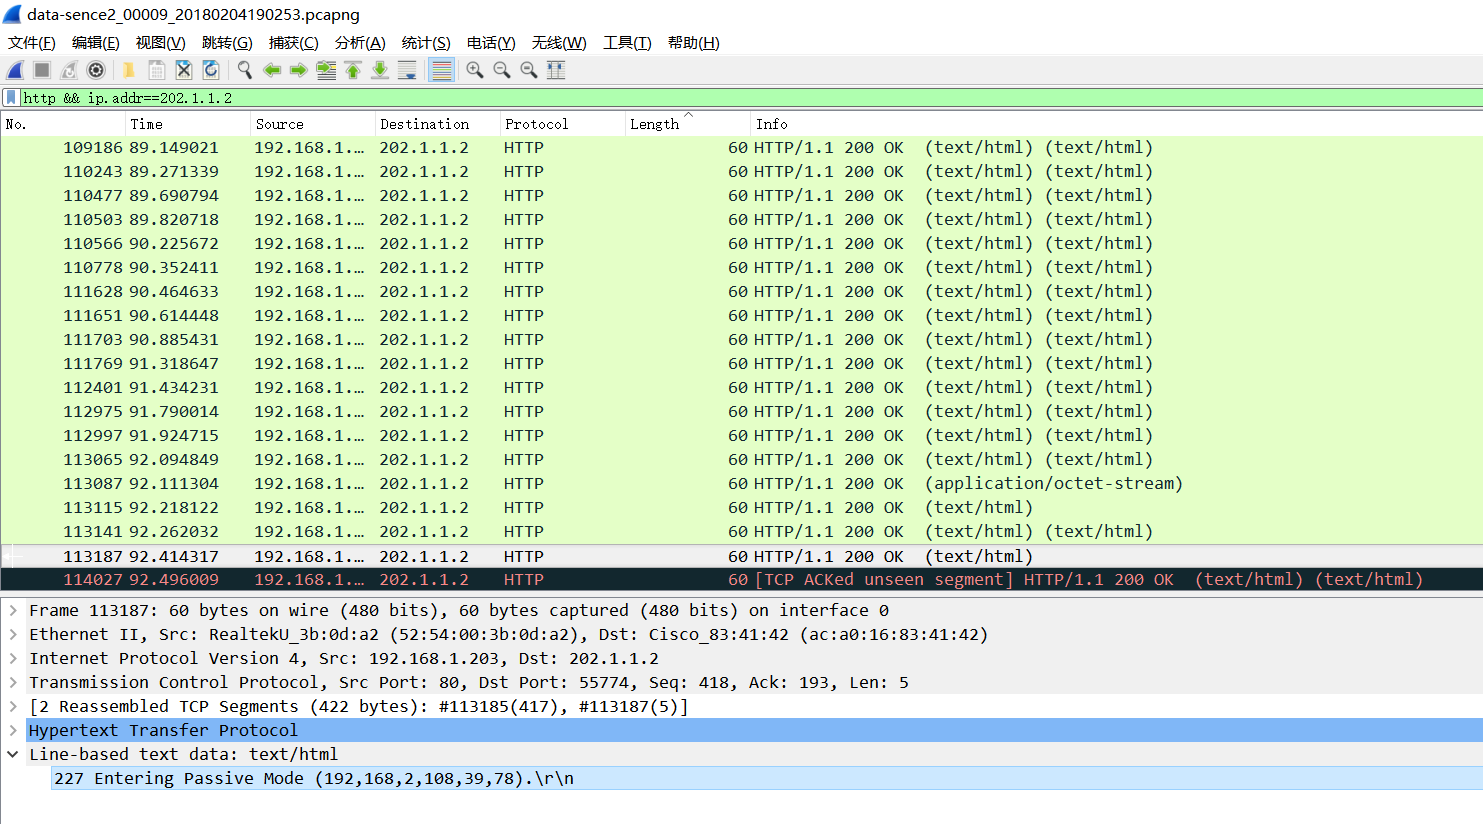 data-sence2_00009_20180204190253.pcapng
文件(F) 编辑(E) 视图(V) 跳转(G) 捕获(C) 分析(A) 统计(S) 电话(Y) 无线(W) 工具(T) 帮助(H)
http && ip.addr==202.1.1.2
No. Time Source Destination Protocol Length Info
109186 89.149021 192.168.1.… 202.1.1.2 HTTP 60 HTTP/1.1 200 OK (text/html) (text/html)
110243 89.271339 192.168.1.… 202.1.1.2 HTTP 60 HTTP/1.1 200 OK (text/html) (text/html)
110477 89.690794 192.168.1.… 202.1.1.2 HTTP 60 HTTP/1.1 200 OK (text/html) (text/html)
110503 89.820718 192.168.1.… 202.1.1.2 HTTP 60 HTTP/1.1 200 OK (text/html) (text/html)
110566 90.225672 192.168.1.… 202.1.1.2 HTTP 60 HTTP/1.1 200 OK (text/html) (text/html)
110778 90.352411 192.168.1.… 202.1.1.2 HTTP 60 HTTP/1.1 200 OK (text/html) (text/html)
111628 90.464633 192.168.1.… 202.1.1.2 HTTP 60 HTTP/1.1 200 OK (text/html) (text/html)
111651 90.614448 192.168.1.… 202.1.1.2 HTTP 60 HTTP/1.1 200 OK (text/html) (text/html)
111703 90.885431 192.168.1.… 202.1.1.2 HTTP 60 HTTP/1.1 200 OK (text/html) (text/html)
111769 91.318647 192.168.1.… 202.1.1.2 HTTP 60 HTTP/1.1 200 OK (text/html) (text/html)
112401 91.434231 192.168.1.… 202.1.1.2 HTTP 60 HTTP/1.1 200 OK (text/html) (text/html)
112975 91.790014 192.168.1.… 202.1.1.2 HTTP 60 HTTP/1.1 200 OK (text/html) (text/html)
112997 91.924715 192.168.1.… 202.1.1.2 HTTP 60 HTTP/1.1 200 OK (text/html) (text/html)
113065 92.094849 192.168.1.… 202.1.1.2 HTTP 60 HTTP/1.1 200 OK (text/html) (text/html)
113087 92.111304 192.168.1.… 202.1.1.2 HTTP 60 HTTP/1.1 200 OK (application/octet-stream)
113115 92.218122 192.168.1.… 202.1.1.2 HTTP 60 HTTP/1.1 200 OK (text/html)
113141 92.262032 192.168.1.… 202.1.1.2 HTTP 60 HTTP/1.1 200 OK (text/html) (text/html)
113187 92.414317 192.168.1.… 202.1.1.2 HTTP 60 HTTP/1.1 200 OK (text/html)
114027 92.496009 192.168.1.… 202.1.1.2 HTTP 60 [TCP ACKed unseen segment] HTTP/1.1 200 OK (text/html) (text/html)
Frame 113187: 60 bytes on wire (480 bits), 60 bytes captured (480 bits) on interface 0
Ethernet II, Src: RealtekU_3b:0d:a2 (52:54:00:3b:0d:a2), Dst: Cisco_83:41:42 (ac:a0:16:83:41:42)
Internet Protocol Version 4, Src: 192.168.1.203, Dst: 202.1.1.2
Transmission Control Protocol, Src Port: 80, Dst Port: 55774, Seq: 418, Ack: 193, Len: 5
[2 Reassembled TCP Segments (422 bytes): #113185(417), #113187(5)]
Hypertext Transfer Protocol
Line-based text data: text/html
227 Entering Passive Mode (192,168,2,108,39,78).\r\n